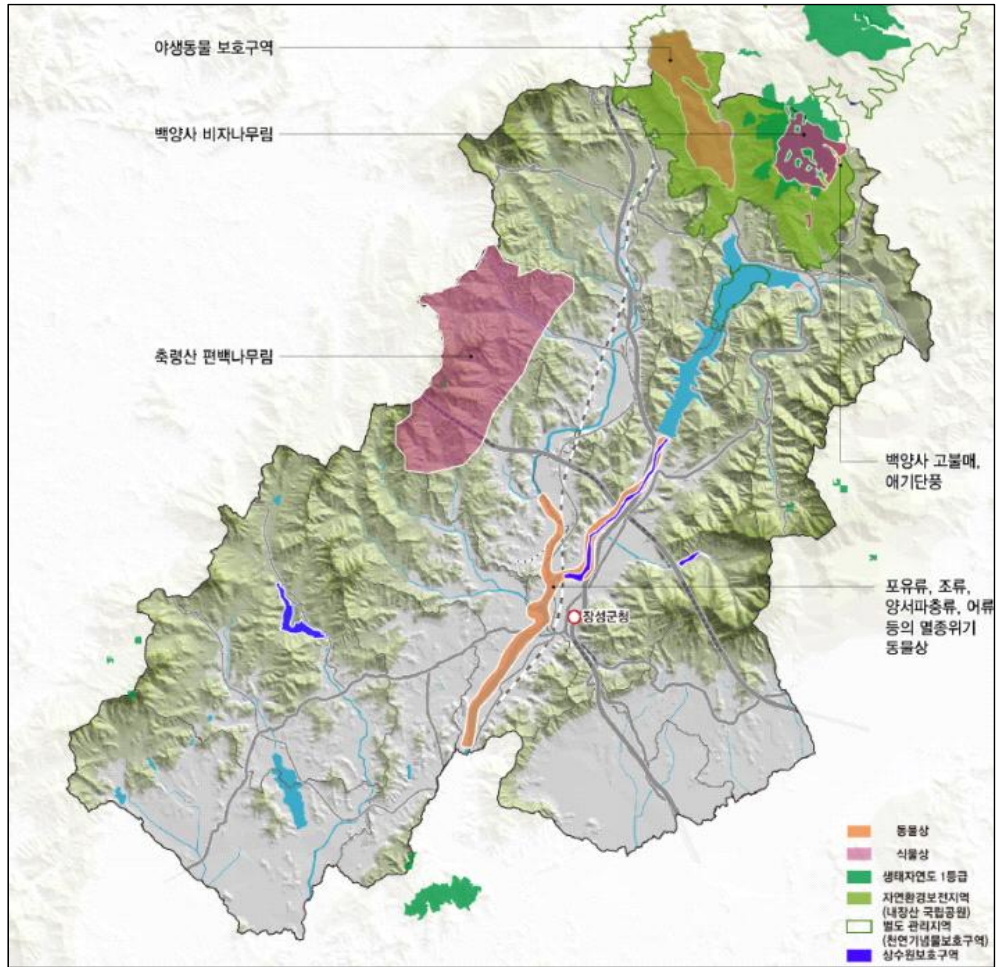 야생동물 보호구역
백양사 비자나무림
축령산 편백나무림
백양사 고불매,
애기단풍
포유류, 조류,
양서파충류, 어류
등의 멸종위기
동물상
장성군청
동물상
식물상
생태자연도 1등급
자연환경보전지역
(내장산 국립공원)
별도 관리지역
(천연기념물보호구역)
상수원보호구역